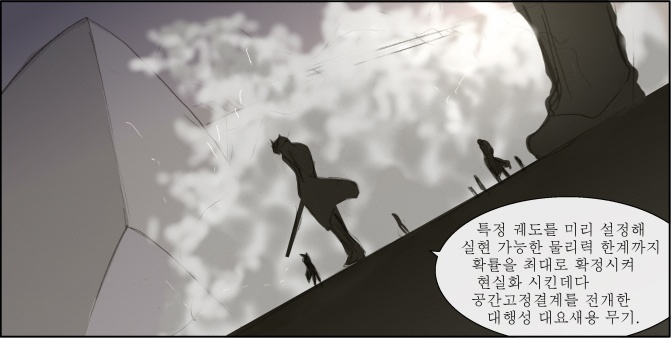 특정 궤도를 미리 설정해
실현 가능한 물리력 한계까지
확률을 최대로 확정시켜
현실화 시킨데다
공간고정결계를 전개한
대행성 대요새용 무기.